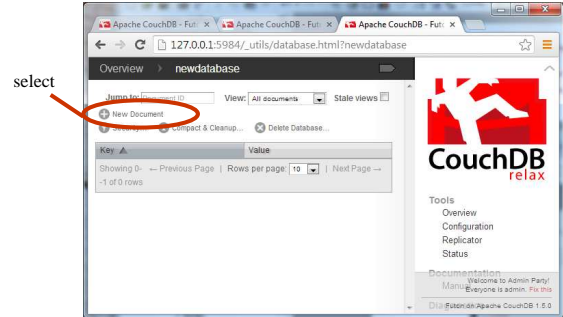 Apache CouchDB - Futo × Apache CouchDB - Futo × Apache CouchDB - Futo ×
127.0.0.1:5984/_utils/database.html?newdatabase
Overview > newdatabase
select
Jump to: Document ID View: All documents Stale views
New Document
Security... Compact & Cleanup... Delete Database...
Key ▲ Value
Showing 0- ← Previous Page | Rows per page: 10 | Next Page →
-1 of 0 rows
CouchDB
relax
Tools
Overview
Configuration
Replicator
Status
Documentation
Welcome to Admin Party!
Everyone is admin. Fix this
Futon on Apache CouchDB 1.5.0